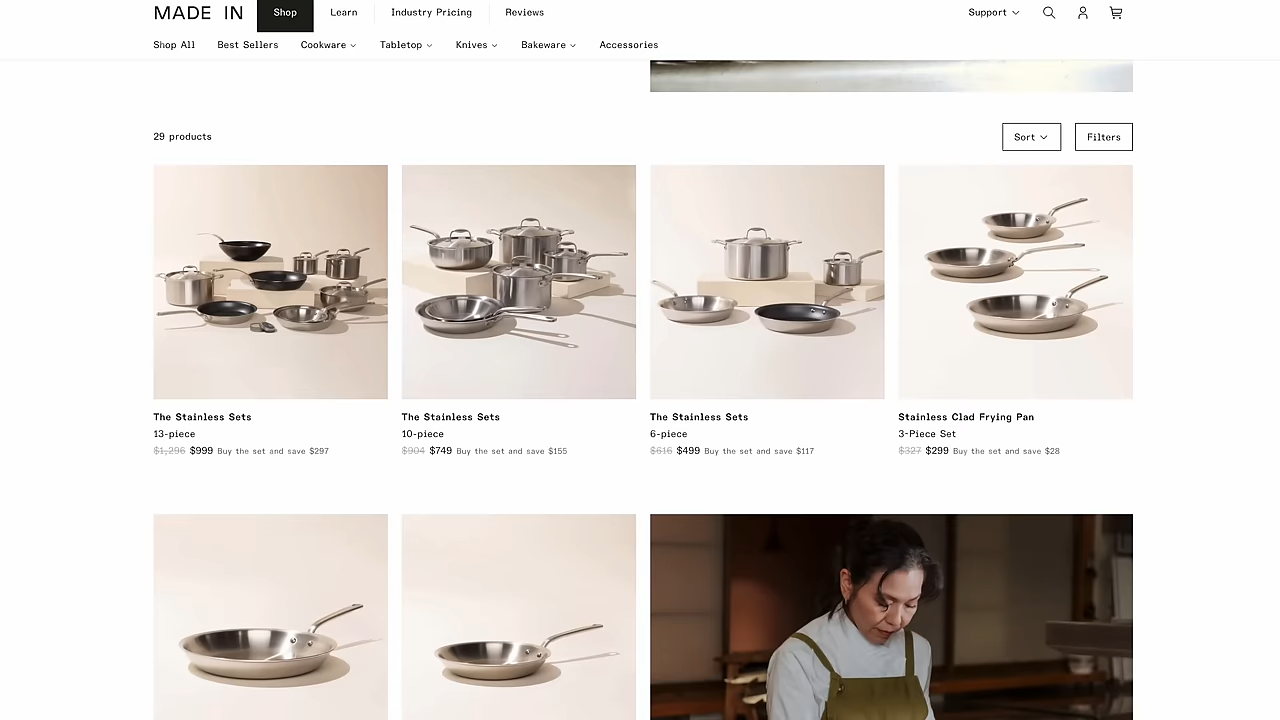 MADE IN
Shop
Learn
Industry Pricing
Reviews
Support
Shop All
Best Sellers
Cookware
Tabletop
Knives
Bakeware
Accessories
29 products
Sort
Filters
The Stainless Sets
13-piece
$1,296 $999 Buy the set and save $297
The Stainless Sets
10-piece
$904 $749 Buy the set and save $155
The Stainless Sets
6-piece
$616 $499 Buy the set and save $117
Stainless Clad Frying Pan
3-Piece Set
$327 $299 Buy the set and save $28